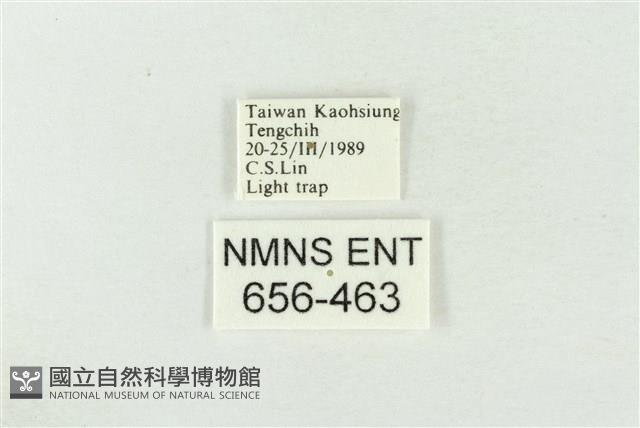 Taiwan Kaohsiung
Tengchih
20-25/III/1989
C.S.Lin
Light trap
NMNS ENT
656-463
國立自然科學博物館
NATIONAL MUSEUM OF NATURAL SCIENCE